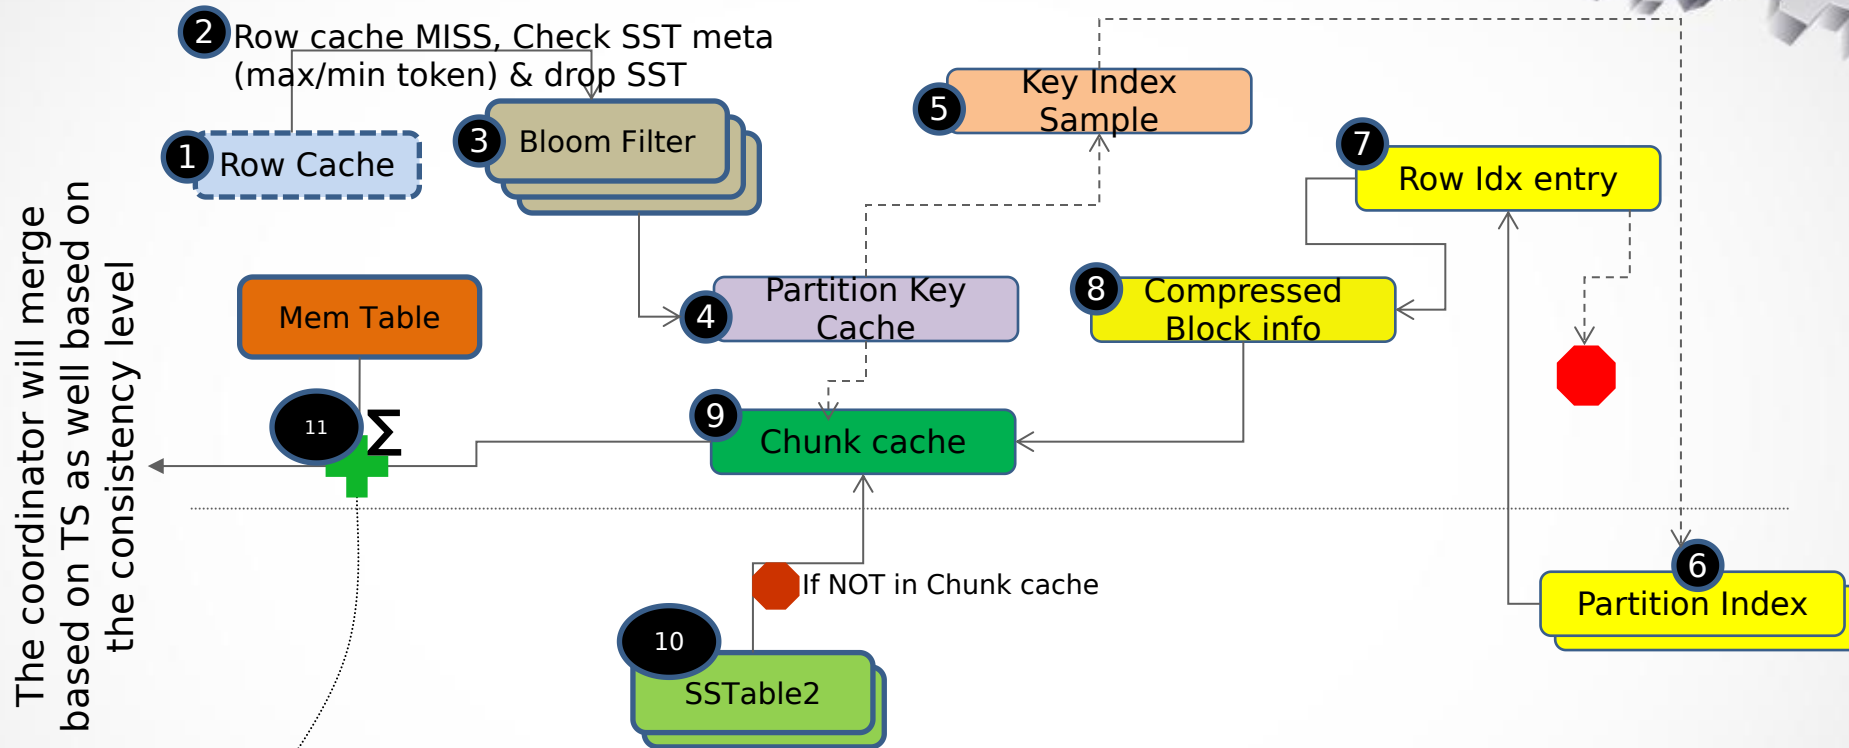 2
Row cache MISS, Check SST meta
(max/min token) & drop SST
1
Row Cache
3
Bloom Filter
5
Key Index
Sample
7
Row Idx entry
Mem Table
4
Partition Key
Cache
8
Compressed
Block info
11
Σ
9
Chunk cache
The coordinator will merge
based on TS as well based on
the consistency level
If NOT in Chunk cache
6
Partition Index
10
SSTable2